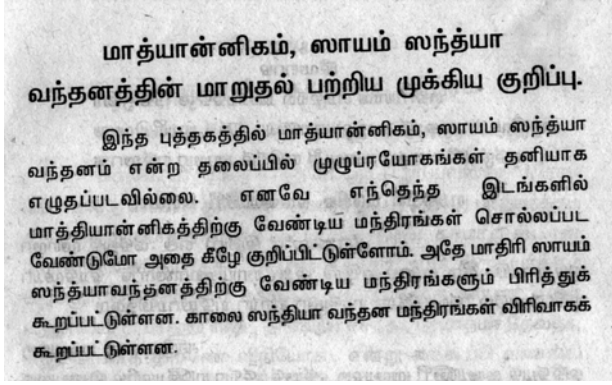 மாத்யான்னிகம், ஸாயம் ஸந்த்யா
வந்தனத்தின் மாறுதல் பற்றிய முக்கிய குறிப்பு.
இந்த புத்தகத்தில் மாத்யான்னிகம், ஸாயம் ஸந்த்யா
வந்தனம் என்ற தலைப்பில் முழுப்ரயோகங்கள் தனியாக
எழுதப்படவில்லை. எனவே எந்தெந்த இடங்களில்
மாத்தியான்னிகத்திற்கு வேண்டிய மந்திரங்கள் சொல்லப்பட
வேண்டுமோ அதை கீழே குறிப்பிட்டுள்ளோம். அதே மாதிரி ஸாயம்
ஸந்த்யாவந்தனத்திற்கு வேண்டிய மந்திரங்களும் பிரித்துக்
கூறப்பட்டுள்ளன. காலை ஸந்தியா வந்தன மந்திரங்கள் விரிவாகக்
கூறப்பட்டுள்ளன.